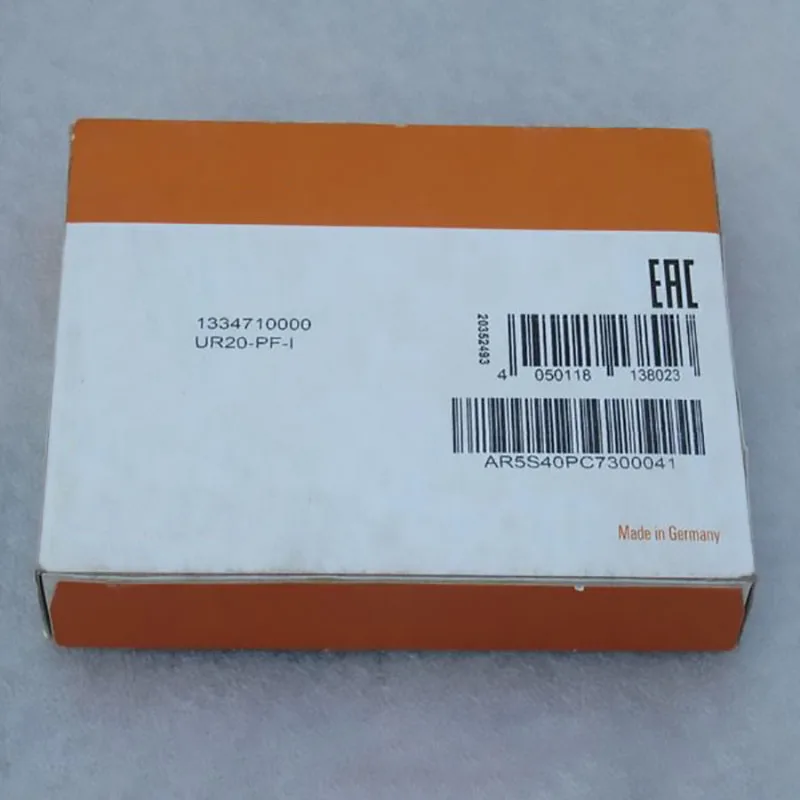 EAC
1334710000
UR20-PF-I
20352493
4 050118 138023
AR5S40PC7300041
Made in Germany